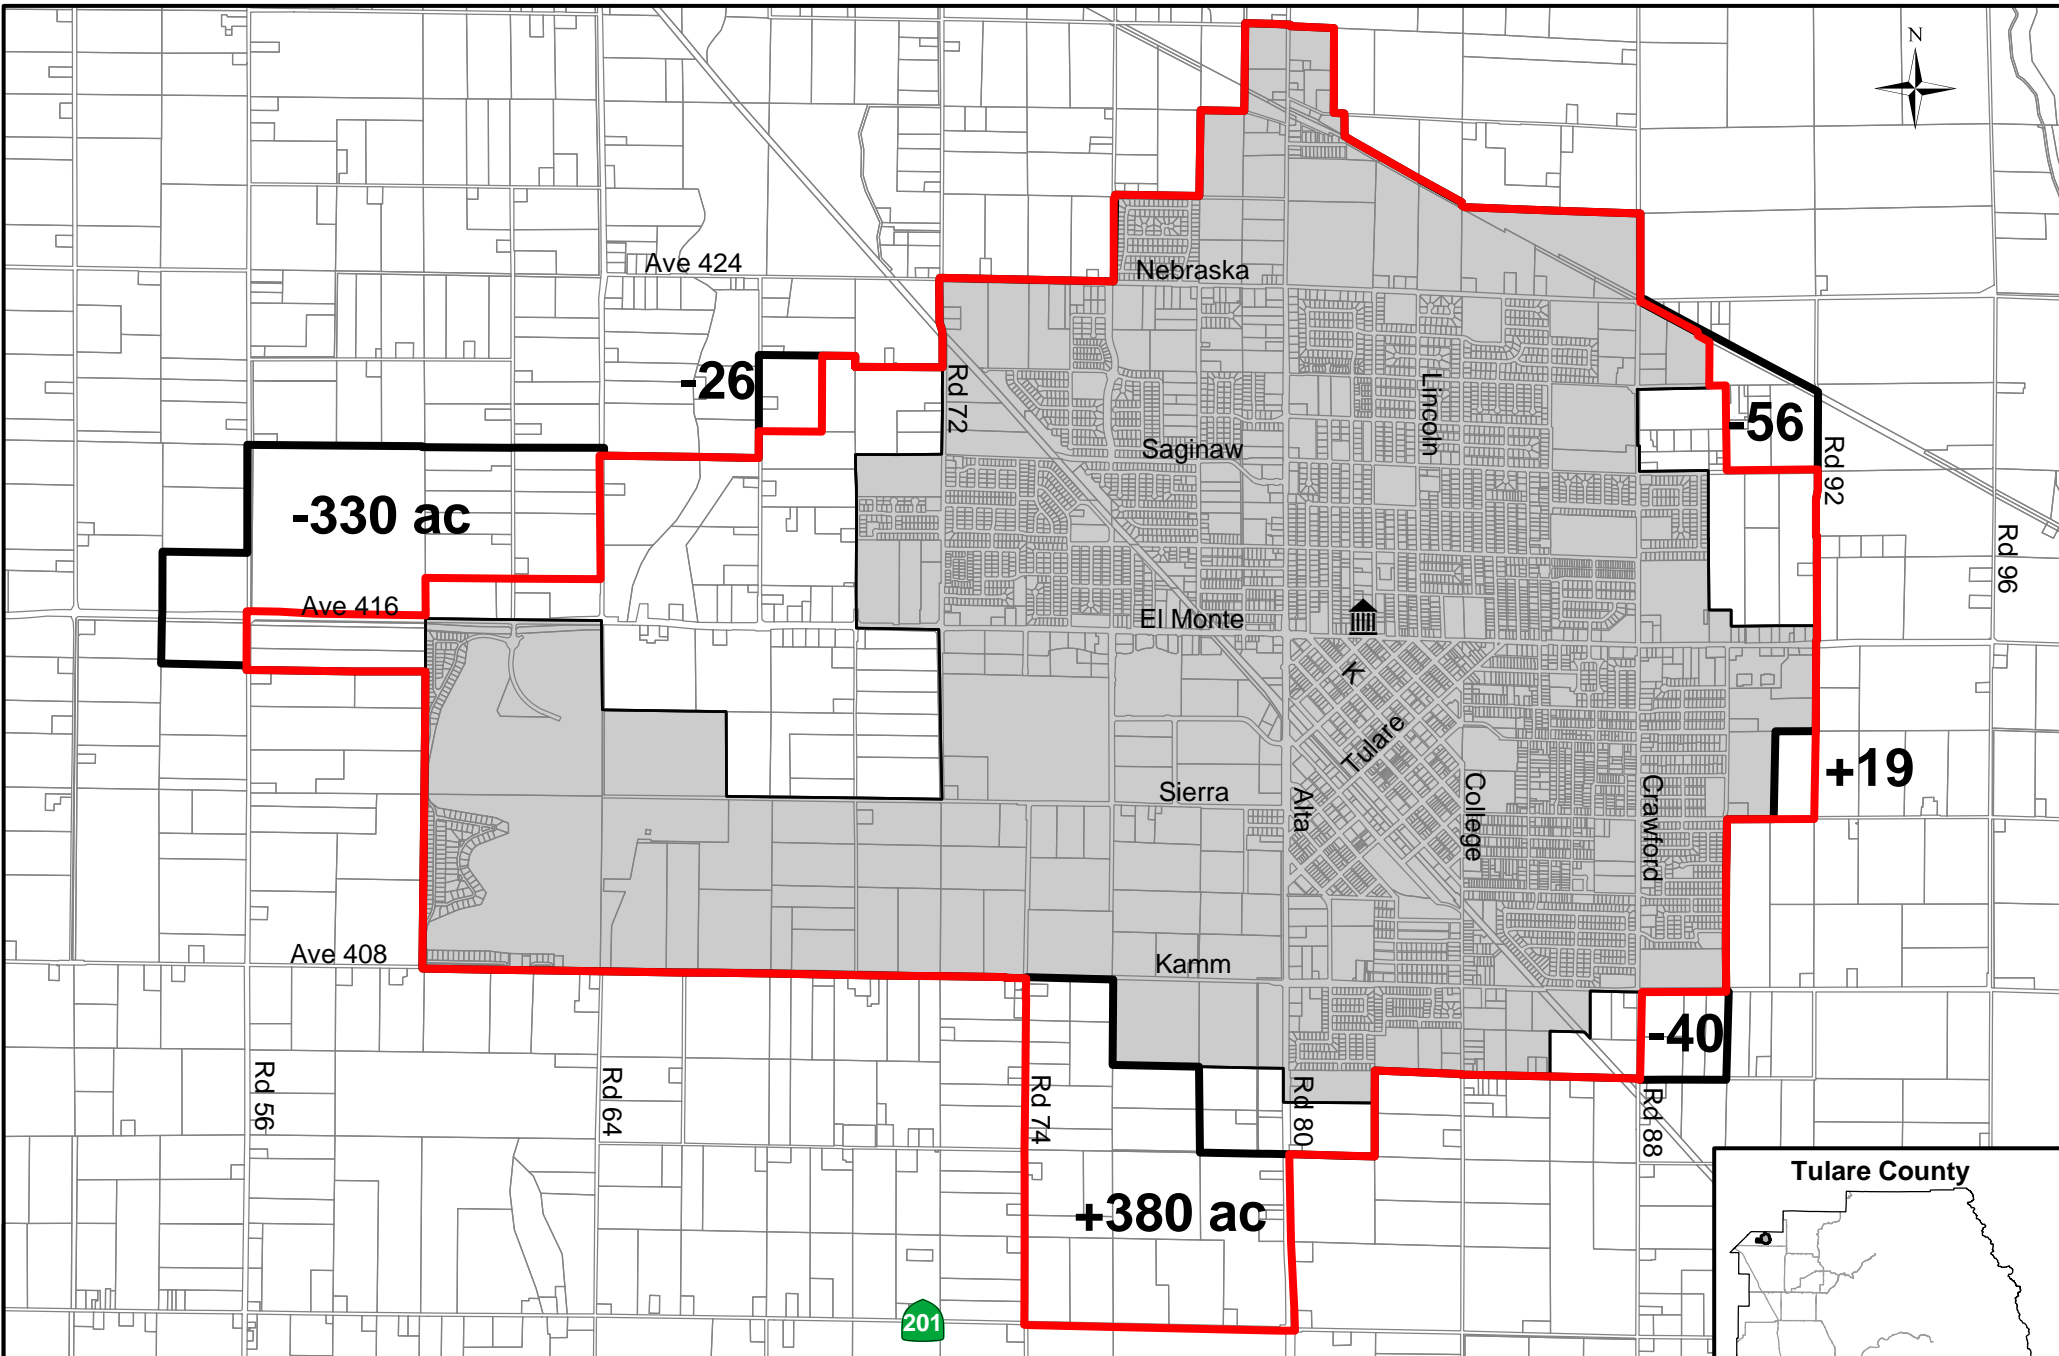 N
Ave 424
Nebraska
-26
Rd 72
Lincoln
-56
Saginaw
Rd 92
-330 ac
Rd 96
Ave 416
El Monte
K
Tulare
+19
Sierra
Alta
College
Crawford
Ave 408
Kamm
-40
Rd 56
Rd 64
Rd 74
Rd 80
Rd 88
+380 ac
Tulare County
201